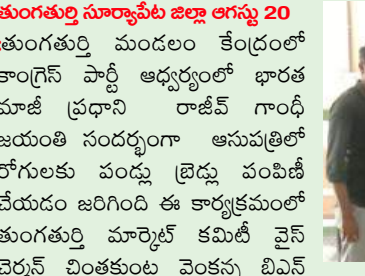 తుంగతుర్తి సూర్యాపేట జిల్లా ఆగస్టు 20
:తుంగతుర్తి మండలం కేంద్రంలో
కాంగ్రెస్ పార్టీ ఆధ్వర్యంలో భారత
మాజీ ప్రధాని రాజీవ్ గాంధీ
జయంతి సందర్భంగా ఆసుపత్రిలో
రోగులకు పండ్లు బ్రెడ్లు పంపిణీ
చేయడం జరిగింది ఈ కార్యక్రమంలో
తుంగతుర్తి మార్కెట్ కమిటీ వైస్
చైర్మన్ చింతకుంట వెంకన్న